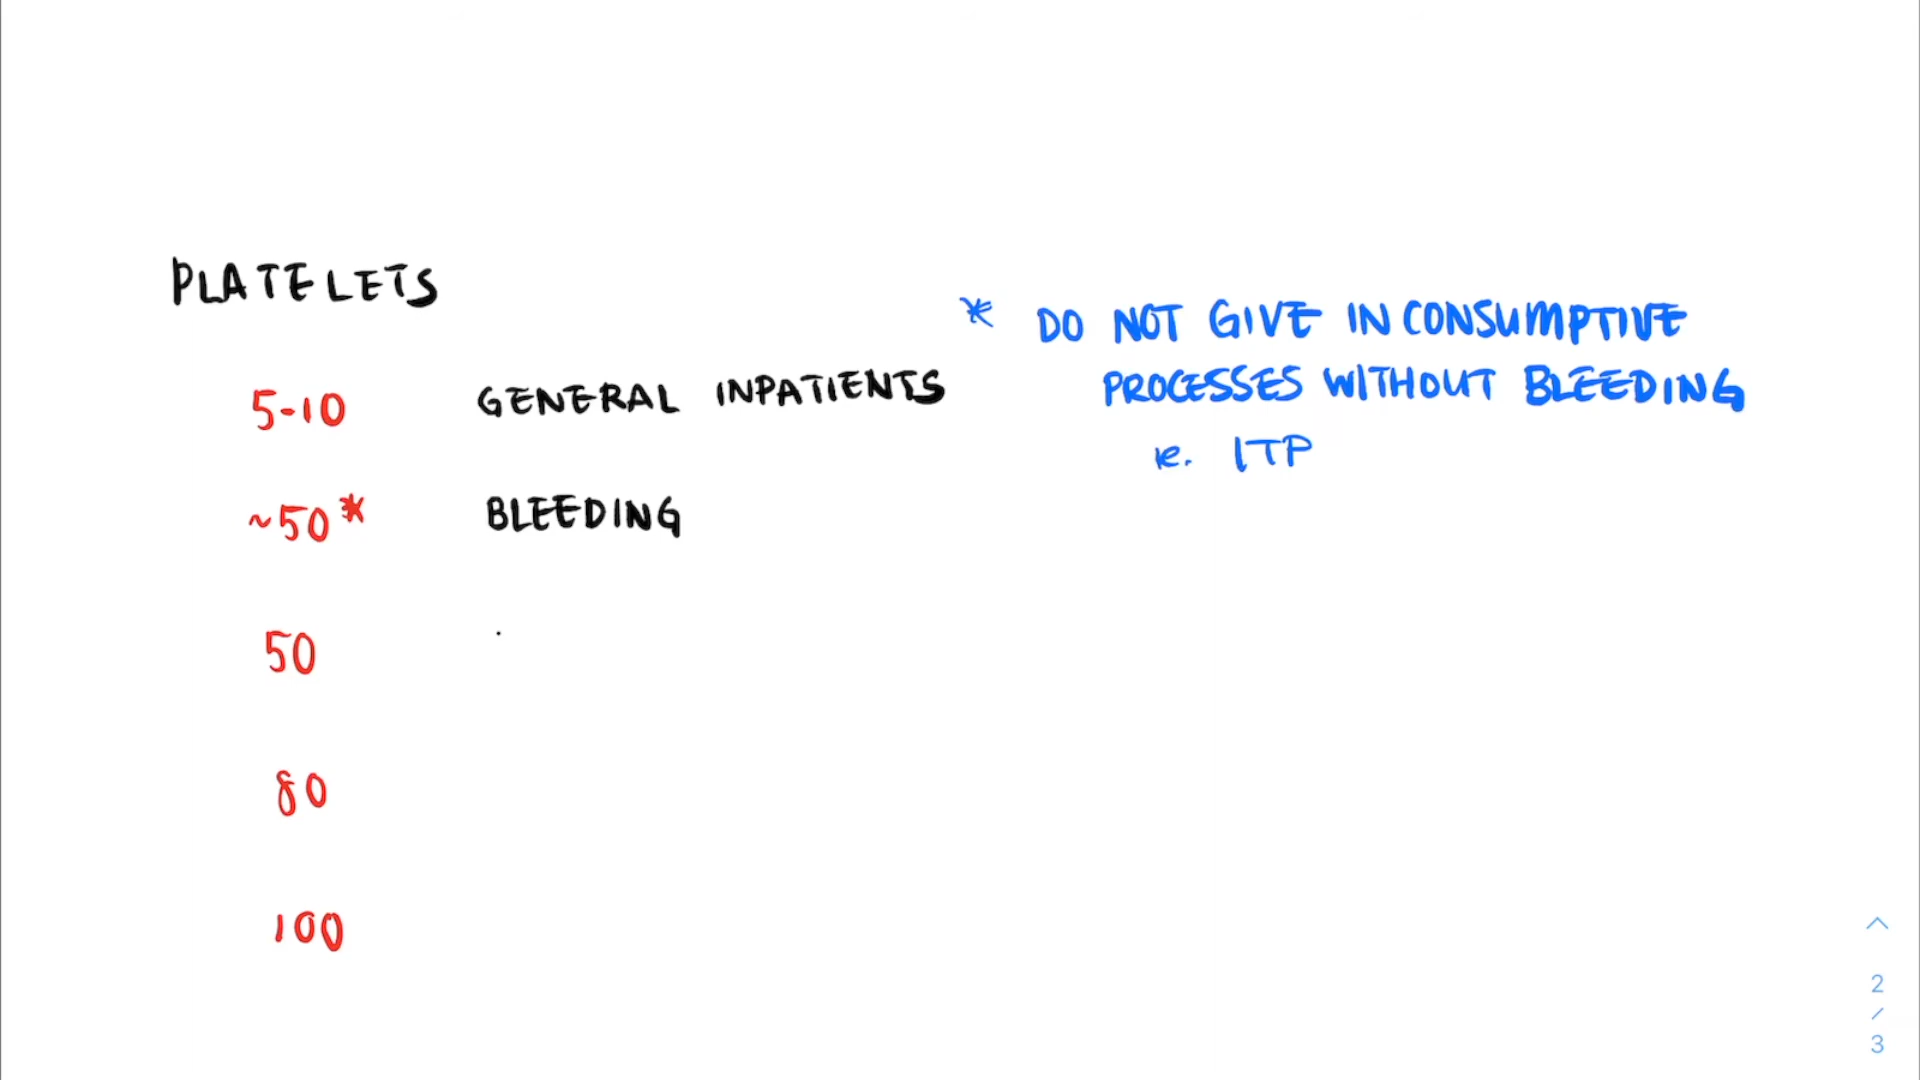 PLATELETS
5-10 GENERAL INPATIENTS
~50* BLEEDING
50
80
100
* DO NOT GIVE IN CONSUMPTIVE
PROCESSES WITHOUT BLEEDING
ie. ITP
2
/
3